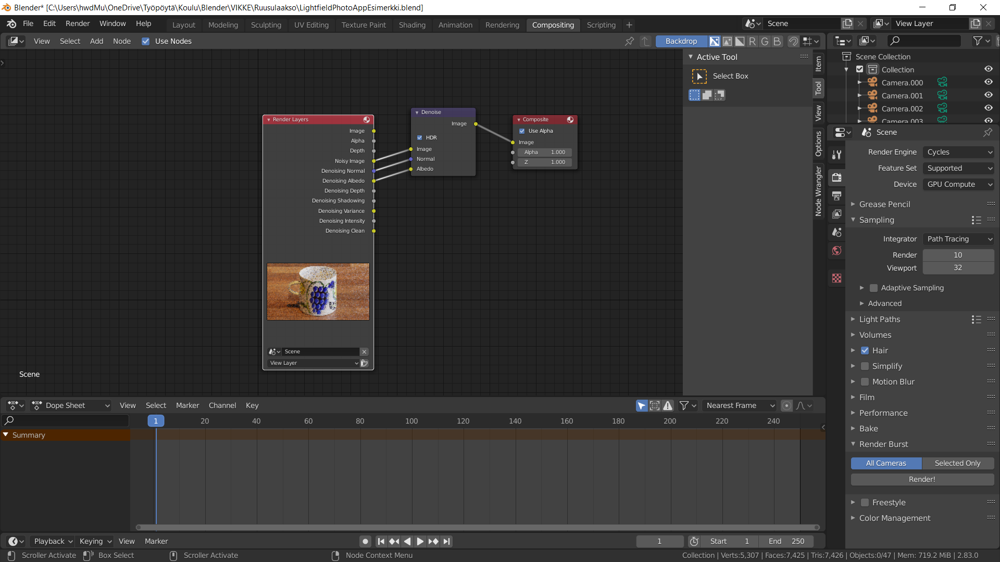 Blender* [C:\Users\hwdMu\OneDrive\Työpöytä\Koulu\Blender\VIKKE\Ruusulaakso\LightfieldPhotoAppEsimerkki.blend]
File Edit Render Window Help Layout Modeling Sculpting UV Editing Texture Paint Shading Animation Rendering Compositing Scripting + Scene View Layer
View Select Add Node Use Nodes Backdrop R G B
Active Tool
Select Box
Item
Tool
View
Options
Node Wrangler
Scene Collection
Collection
Camera.000
Camera.001
Camera.002
Camera.003
Render Layers
Image
Alpha
Depth
Noisy Image
Denoising Normal
Denoising Albedo
Denoising Depth
Denoising Shadowing
Denoising Variance
Denoising Intensity
Denoising Clean
Scene
View Layer
Denoise
Image
HDR
Image
Normal
Albedo
Composite
Use Alpha
Image
Alpha 1.000
Z 1.000
Scene
Scene
Render Engine Cycles
Feature Set Supported
Device GPU Compute
Grease Pencil
Sampling
Integrator Path Tracing
Render 10
Viewport 32
Adaptive Sampling
Advanced
Light Paths
Volumes
Hair
Simplify
Motion Blur
Film
Performance
Bake
Render Burst
All Cameras Selected Only
Render!
Freestyle
Color Management
Dope Sheet View Select Marker Channel Key Nearest Frame
1 20 40 60 80 100 120 140 160 180 200 220 240
Summary
Playback Keying View Marker 1 Start 1 End 250
Scroller Activate Box Select Scroller Activate Node Context Menu Collection | Verts:5,307 | Faces:7,425 | Tris:7,426 | Objects:0/47 | Mem: 719.2 MiB | 2.83.0